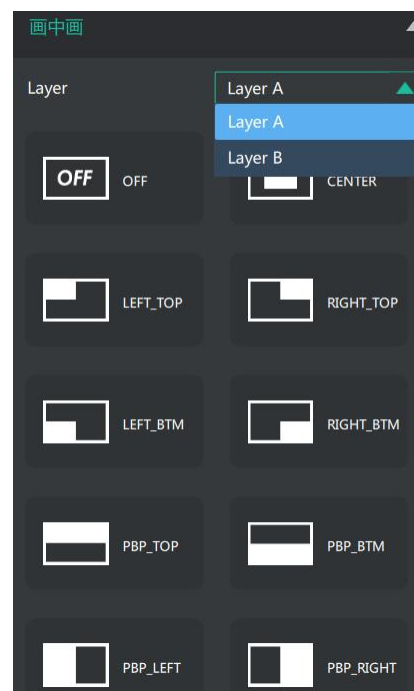 画中画
Layer
Layer A
Layer A
Layer B
OFF OFF
CENTER
LEFT_TOP
RIGHT_TOP
LEFT_BTM
RIGHT_BTM
PBP_TOP
PBP_BTM
PBP_LEFT
PBP_RIGHT